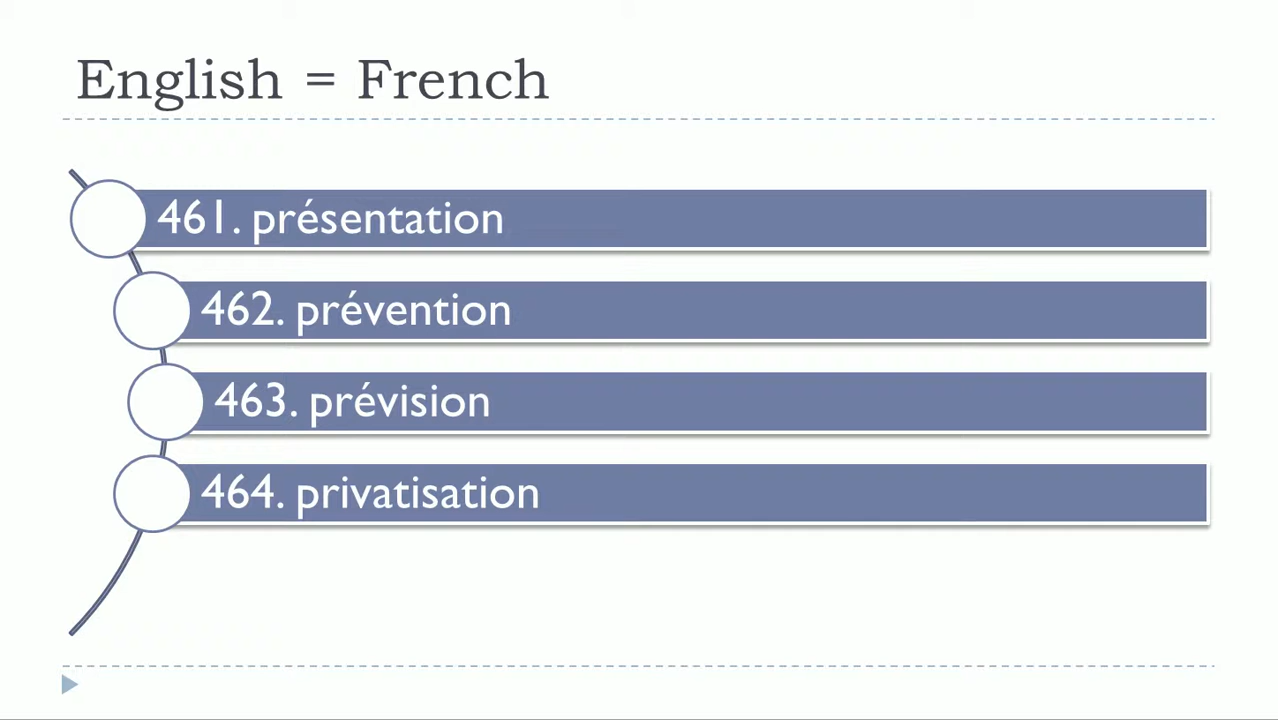 English = French
461. présentation
462. prévention
463. prévision
464. privatisation